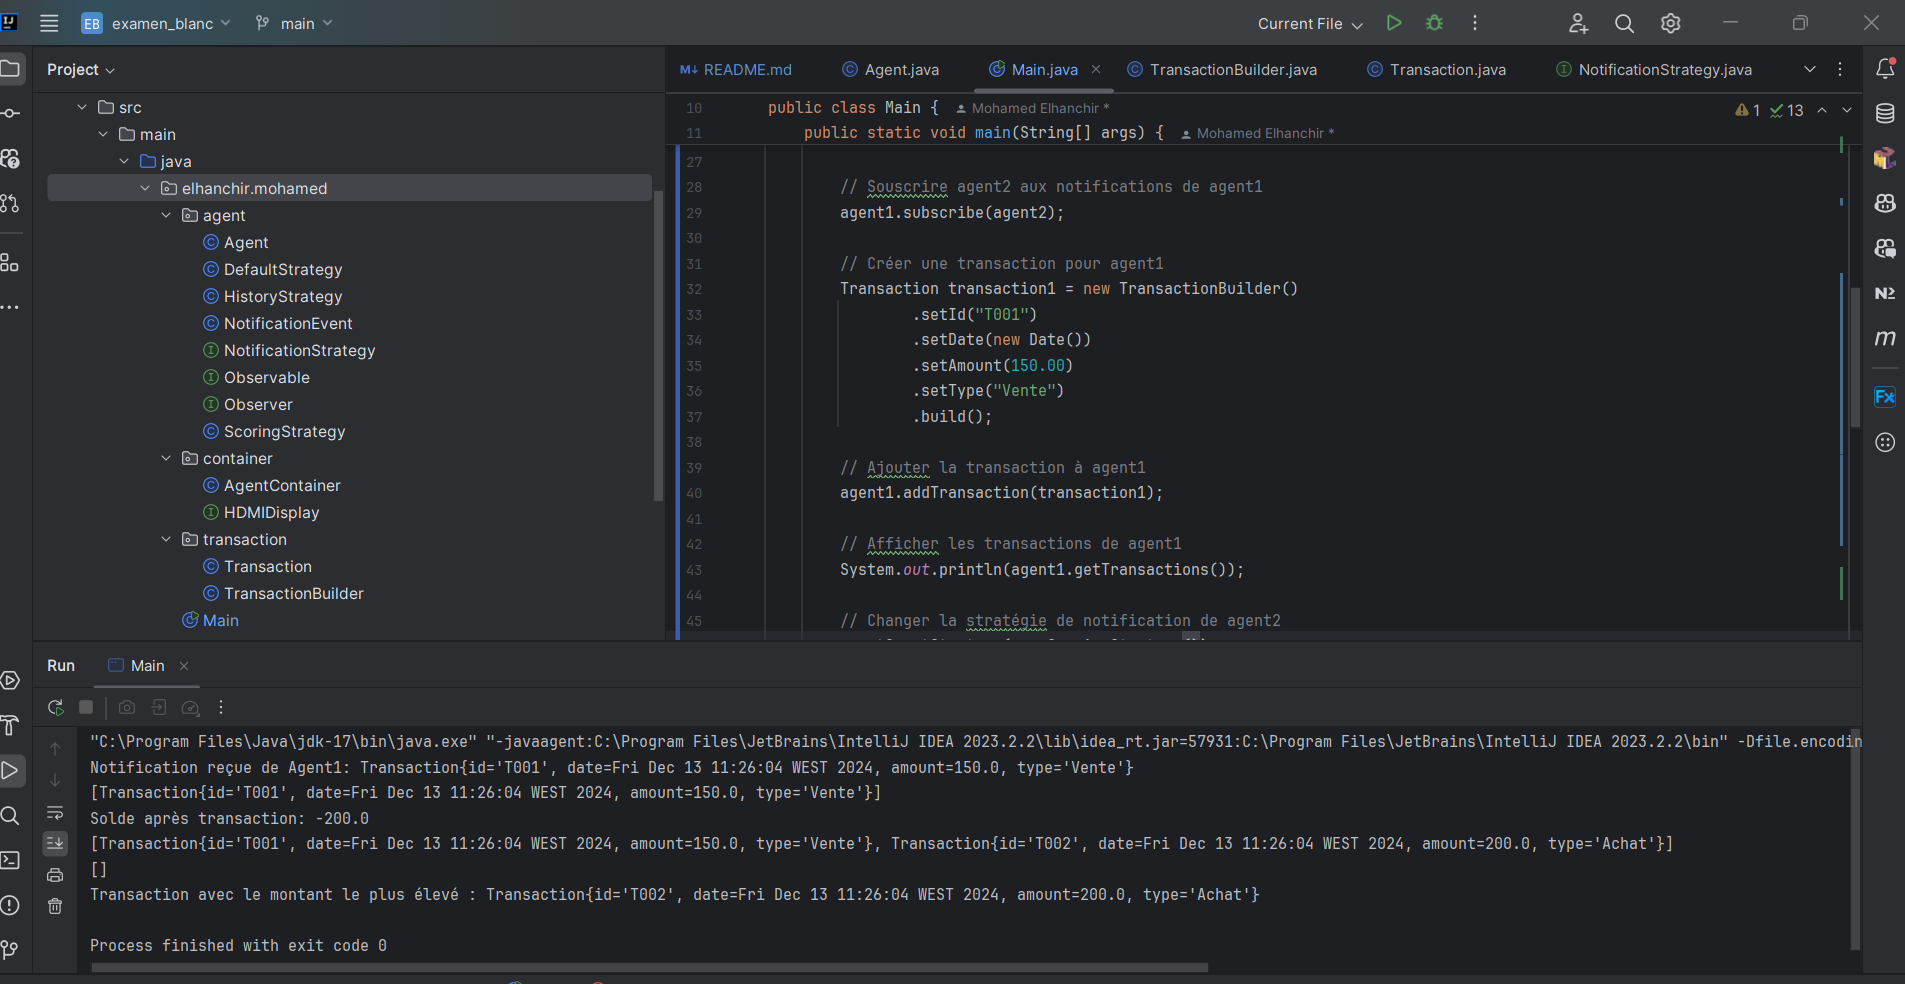 EB examen_blanc main Current File
Project
README.md Agent.java Main.java TransactionBuilder.java Transaction.java NotificationStrategy.java
src
main
java
elhanchir.mohamed
agent
Agent
DefaultStrategy
HistoryStrategy
NotificationEvent
NotificationStrategy
Observable
Observer
ScoringStrategy
container
AgentContainer
HDMIDisplay
transaction
Transaction
TransactionBuilder
Main
1 13
10 public class Main { Mohamed Elhanchir *
11 public static void main(String[] args) { Mohamed Elhanchir *
27
28 // Souscrire agent2 aux notifications de agent1
29 agent1.subscribe(agent2);
30
31 // Créer une transaction pour agent1
32 Transaction transaction1 = new TransactionBuilder()
33 .setId("T001")
34 .setDate(new Date())
35 .setAmount(150.00)
36 .setType("Vente")
37 .build();
38
39 // Ajouter la transaction à agent1
40 agent1.addTransaction(transaction1);
41
42 // Afficher les transactions de agent1
43 System.out.println(agent1.getTransactions());
44
45 // Changer la stratégie de notification de agent2
Run Main
"C:\Program Files\Java\jdk-17\bin\java.exe" "-javaagent:C:\Program Files\JetBrains\IntelliJ IDEA 2023.2.2\lib\idea_rt.jar=57931:C:\Program Files\JetBrains\IntelliJ IDEA 2023.2.2\bin" -Dfile.encodin
Notification reçue de Agent1: Transaction{id='T001', date=Fri Dec 13 11:26:04 WEST 2024, amount=150.0, type='Vente'}
[Transaction{id='T001', date=Fri Dec 13 11:26:04 WEST 2024, amount=150.0, type='Vente'}]
Solde après transaction: -200.0
[Transaction{id='T001', date=Fri Dec 13 11:26:04 WEST 2024, amount=150.0, type='Vente'}, Transaction{id='T002', date=Fri Dec 13 11:26:04 WEST 2024, amount=200.0, type='Achat'}]
[]
Transaction avec le montant le plus élevé : Transaction{id='T002', date=Fri Dec 13 11:26:04 WEST 2024, amount=200.0, type='Achat'}
Process finished with exit code 0